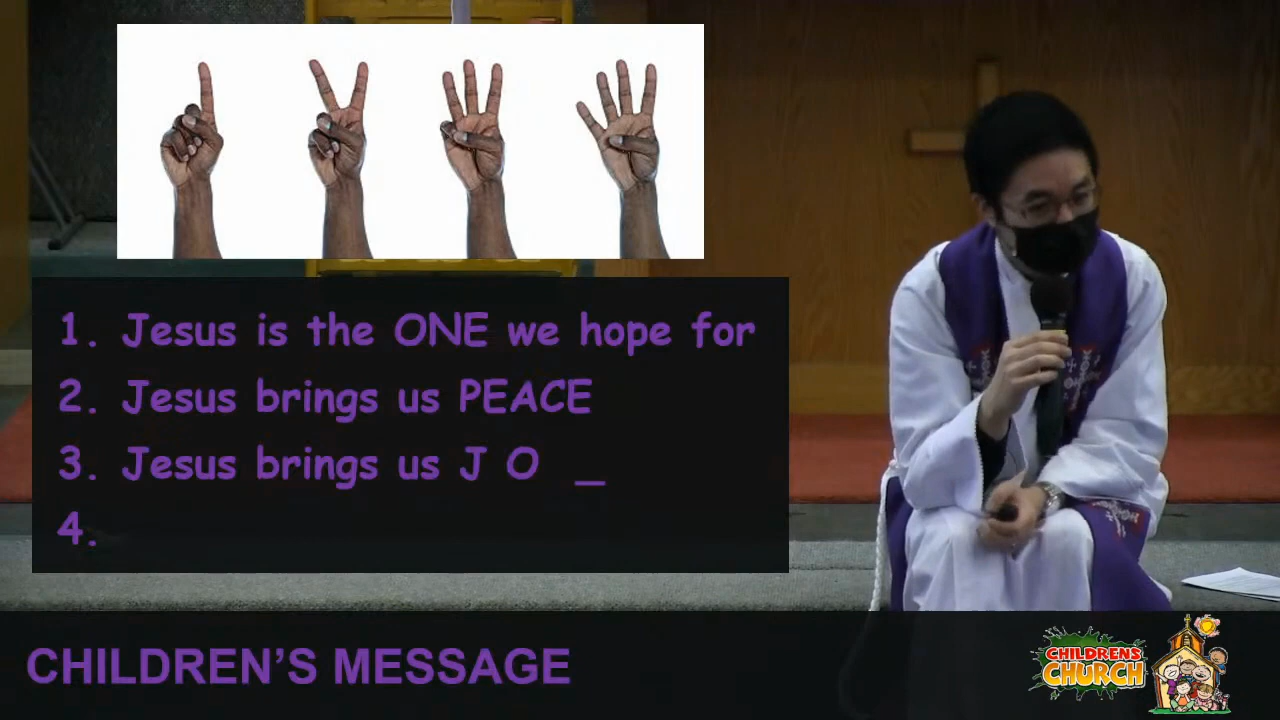 1. Jesus is the ONE we hope for
2. Jesus brings us PEACE
3. Jesus brings us J O _
4.
CHILDREN'S MESSAGE
CHILDRENS
CHURCH